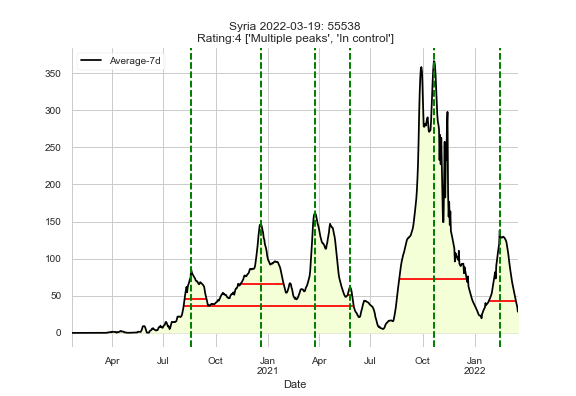 Syria 2022-03-19: 55538
Rating:4 ['Multiple peaks', 'In control']
Average-7d
350
300
250
200
150
100
50
0
Apr
Jul
Oct
Jan
2021
Apr
Jul
Oct
Jan
2022
Date